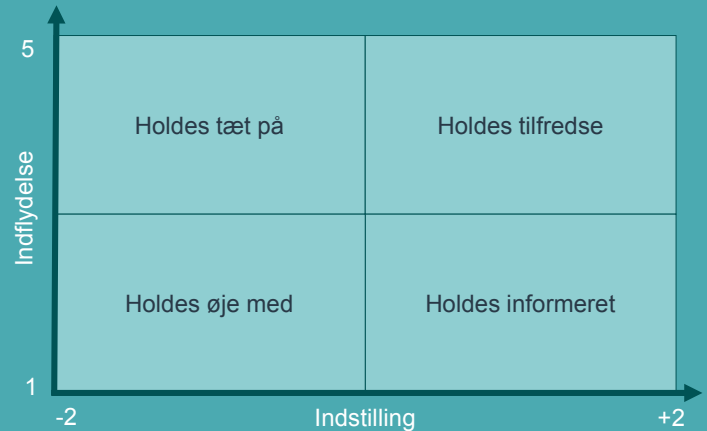 5
Holdes tæt på
Holdes tilfredse
Indflydelse
Holdes øje med
Holdes informeret
1
-2
Indstilling
+2